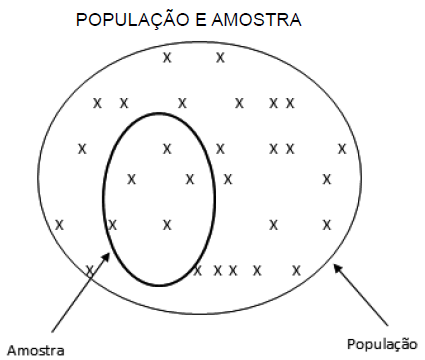 POPULAÇÃO E AMOSTRA
x x
x x x x x x
x x x x x x
x x x x
x x x x x
x x x x x x
Amostra
População